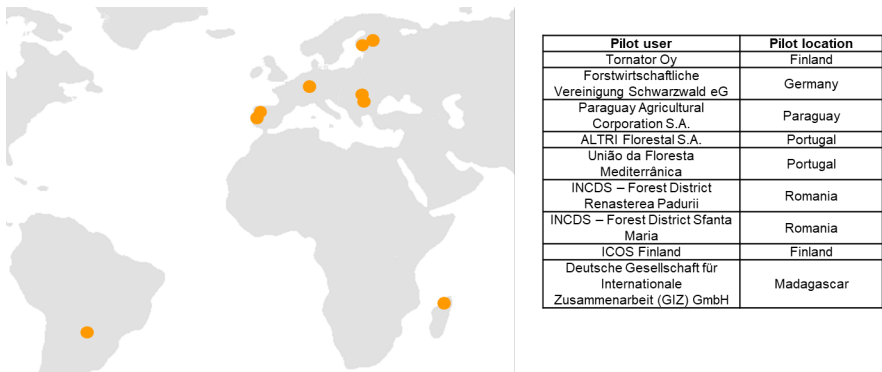 Pilot user Pilot location
Tornator Oy Finland
Forstwirtschaftliche
Vereinigung Schwarzwald eG
Germany
Paraguay Agricultural
Corporation S.A.
Paraguay
ALTRI Florestal S.A. Portugal
União da Floresta
Mediterrânica
Portugal
INCDS – Forest District
Renasterea Padurii
Romania
INCDS – Forest District Sfanta
Maria
Romania
ICOS Finland Finland
Deutsche Gesellschaft für
Internationale
Zusammenarbeit (GIZ) GmbH
Madagascar